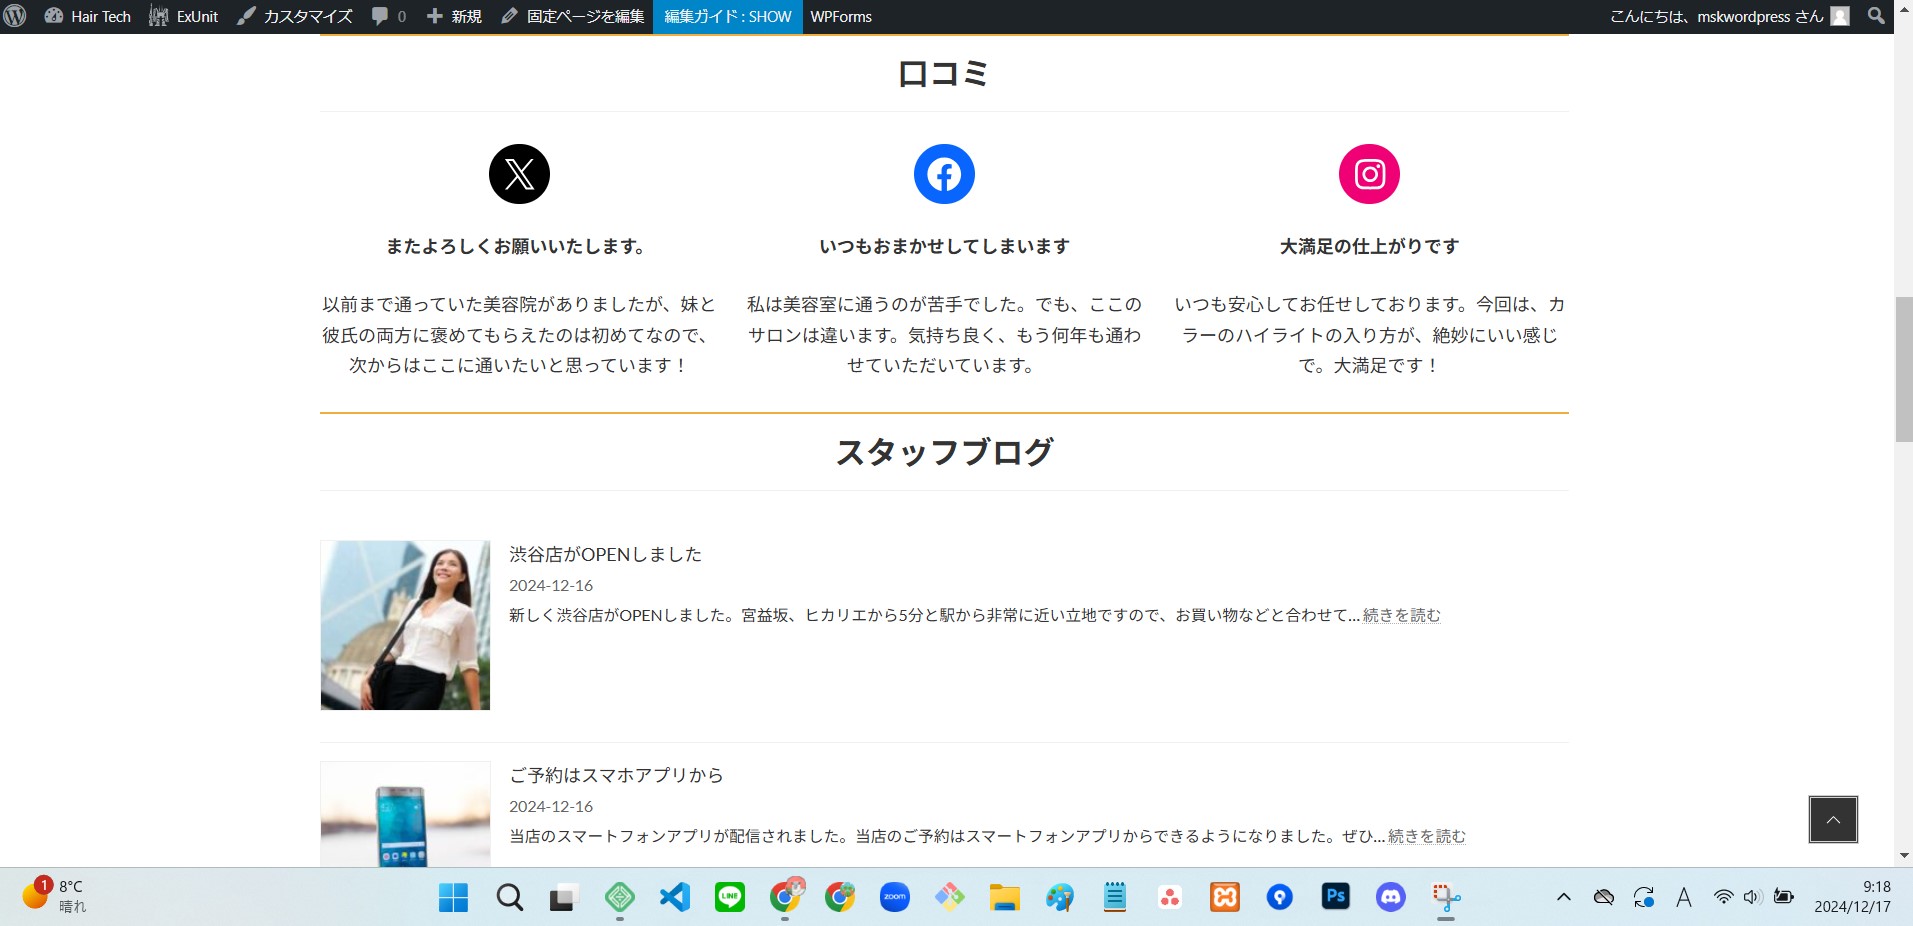 Hair Tech ExUnit カスタマイズ 0 新規 固定ページを編集 編集ガイド : SHOW WPForms こんにちは、mskwordpress さん
口コミ
またよろしくお願いいたします。
以前まで通っていた美容院がありましたが、妹と
彼氏の両方に褒めてもらえたのは初めてなので、
次からはここに通いたいと思っています！
いつもおまかせしてしまいます
私は美容室に通うのが苦手でした。でも、ここの
サロンは違います。気持ち良く、もう何年も通わ
せていただいています。
大満足の仕上がりです
いつも安心してお任せしております。今回は、カ
ラーのハイライトの入り方が、絶妙にいい感じ
で。大満足です！
スタッフブログ
渋谷店がOPENしました
2024-12-16
新しく渋谷店がOPENしました。宮益坂、ヒカリエから5分と駅から非常に近い立地ですので、お買い物などと合わせて... 続きを読む
ご予約はスマホアプリから
2024-12-16
当店のスマートフォンアプリが配信されました。当店のご予約はスマートフォンアプリからできるようになりました。ぜひ... 続きを読む
1 8°C
晴れ
LINE zoom Ps A
9:18
2024/12/17